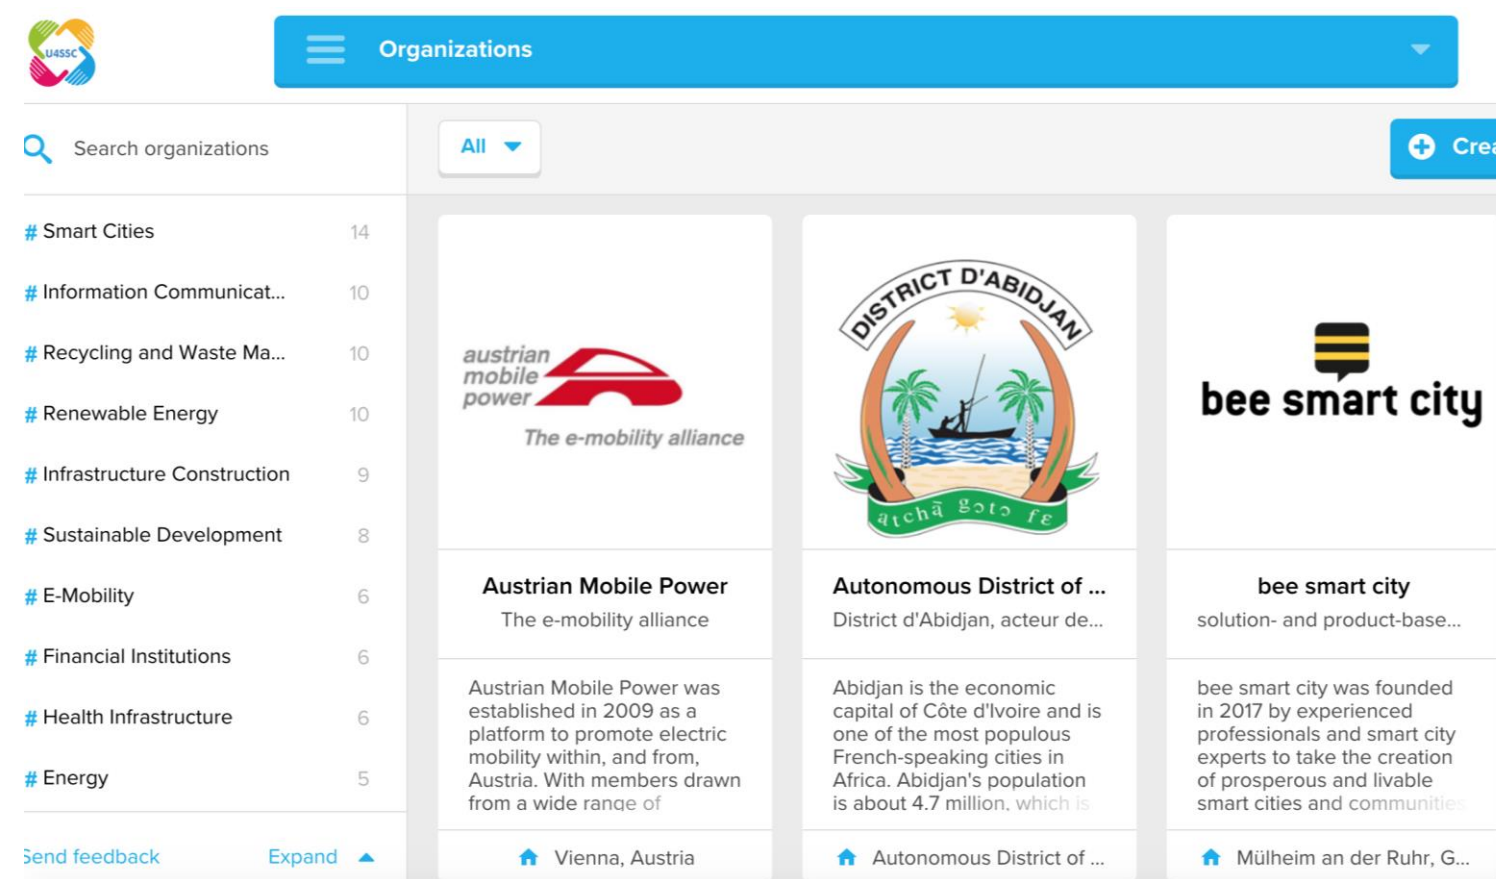 U4SSC
Organizations
Search organizations
All
Crea
# Smart Cities 14
# Information Communicat... 10
# Recycling and Waste Ma... 10
# Renewable Energy 10
# Infrastructure Construction 9
# Sustainable Development 8
# E-Mobility 6
# Financial Institutions 6
# Health Infrastructure 6
# Energy 5
Send feedback
Expand
austrian
mobile
power
The e-mobility alliance
Austrian Mobile Power
The e-mobility alliance
Austrian Mobile Power was
established in 2009 as a
platform to promote electric
mobility within, and from,
Austria. With members drawn
from a wide range of
Vienna, Austria
DISTRICT D'ABIDJAN
atchã gɔtɔ fɛ
Autonomous District of ...
District d'Abidjan, acteur de...
Abidjan is the economic
capital of Côte d'Ivoire and is
one of the most populous
French-speaking cities in
Africa. Abidjan's population
is about 4.7 million, which is
Autonomous District of ...
bee smart city
bee smart city
solution- and product-base...
bee smart city was founded
in 2017 by experienced
professionals and smart city
experts to take the creation
of prosperous and livable
smart cities and communities
Mülheim an der Ruhr, G...